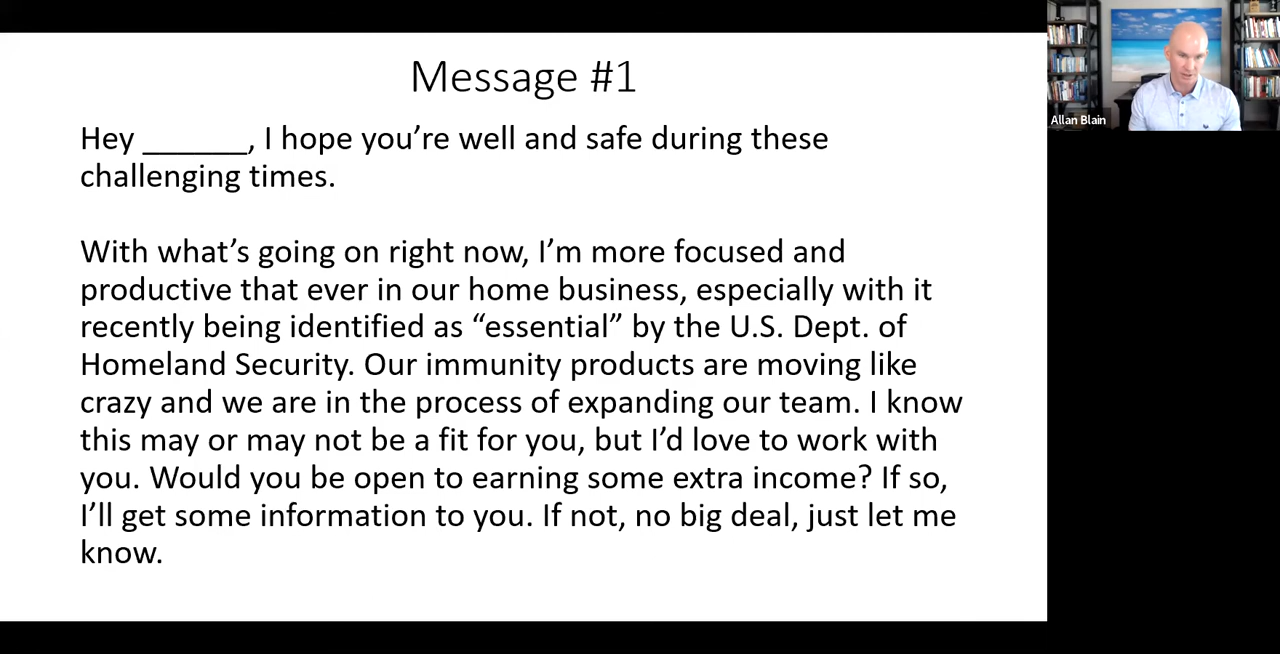 Message #1
Hey ______, I hope you’re well and safe during these
challenging times.
With what’s going on right now, I’m more focused and
productive that ever in our home business, especially with it
recently being identified as “essential” by the U.S. Dept. of
Homeland Security. Our immunity products are moving like
crazy and we are in the process of expanding our team. I know
this may or may not be a fit for you, but I’d love to work with
you. Would you be open to earning some extra income? If so,
I’ll get some information to you. If not, no big deal, just let me
know.
Allan Blain